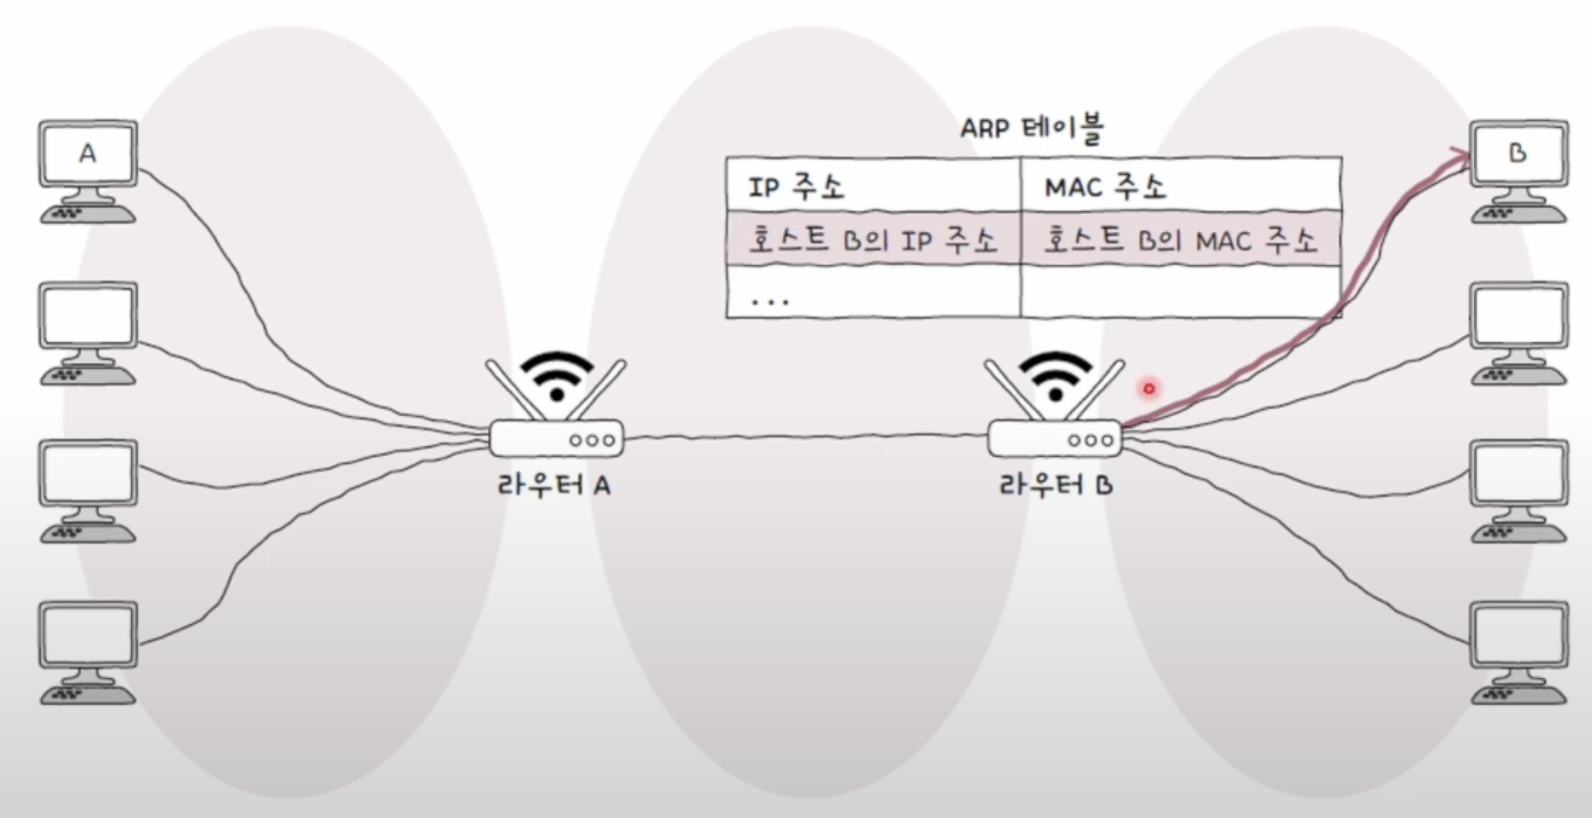 A
ARP 테이블
IP 주소 MAC 주소
호스트 B의 IP 주소 호스트 B의 MAC 주소
...
B
라우터 A
라우터 B